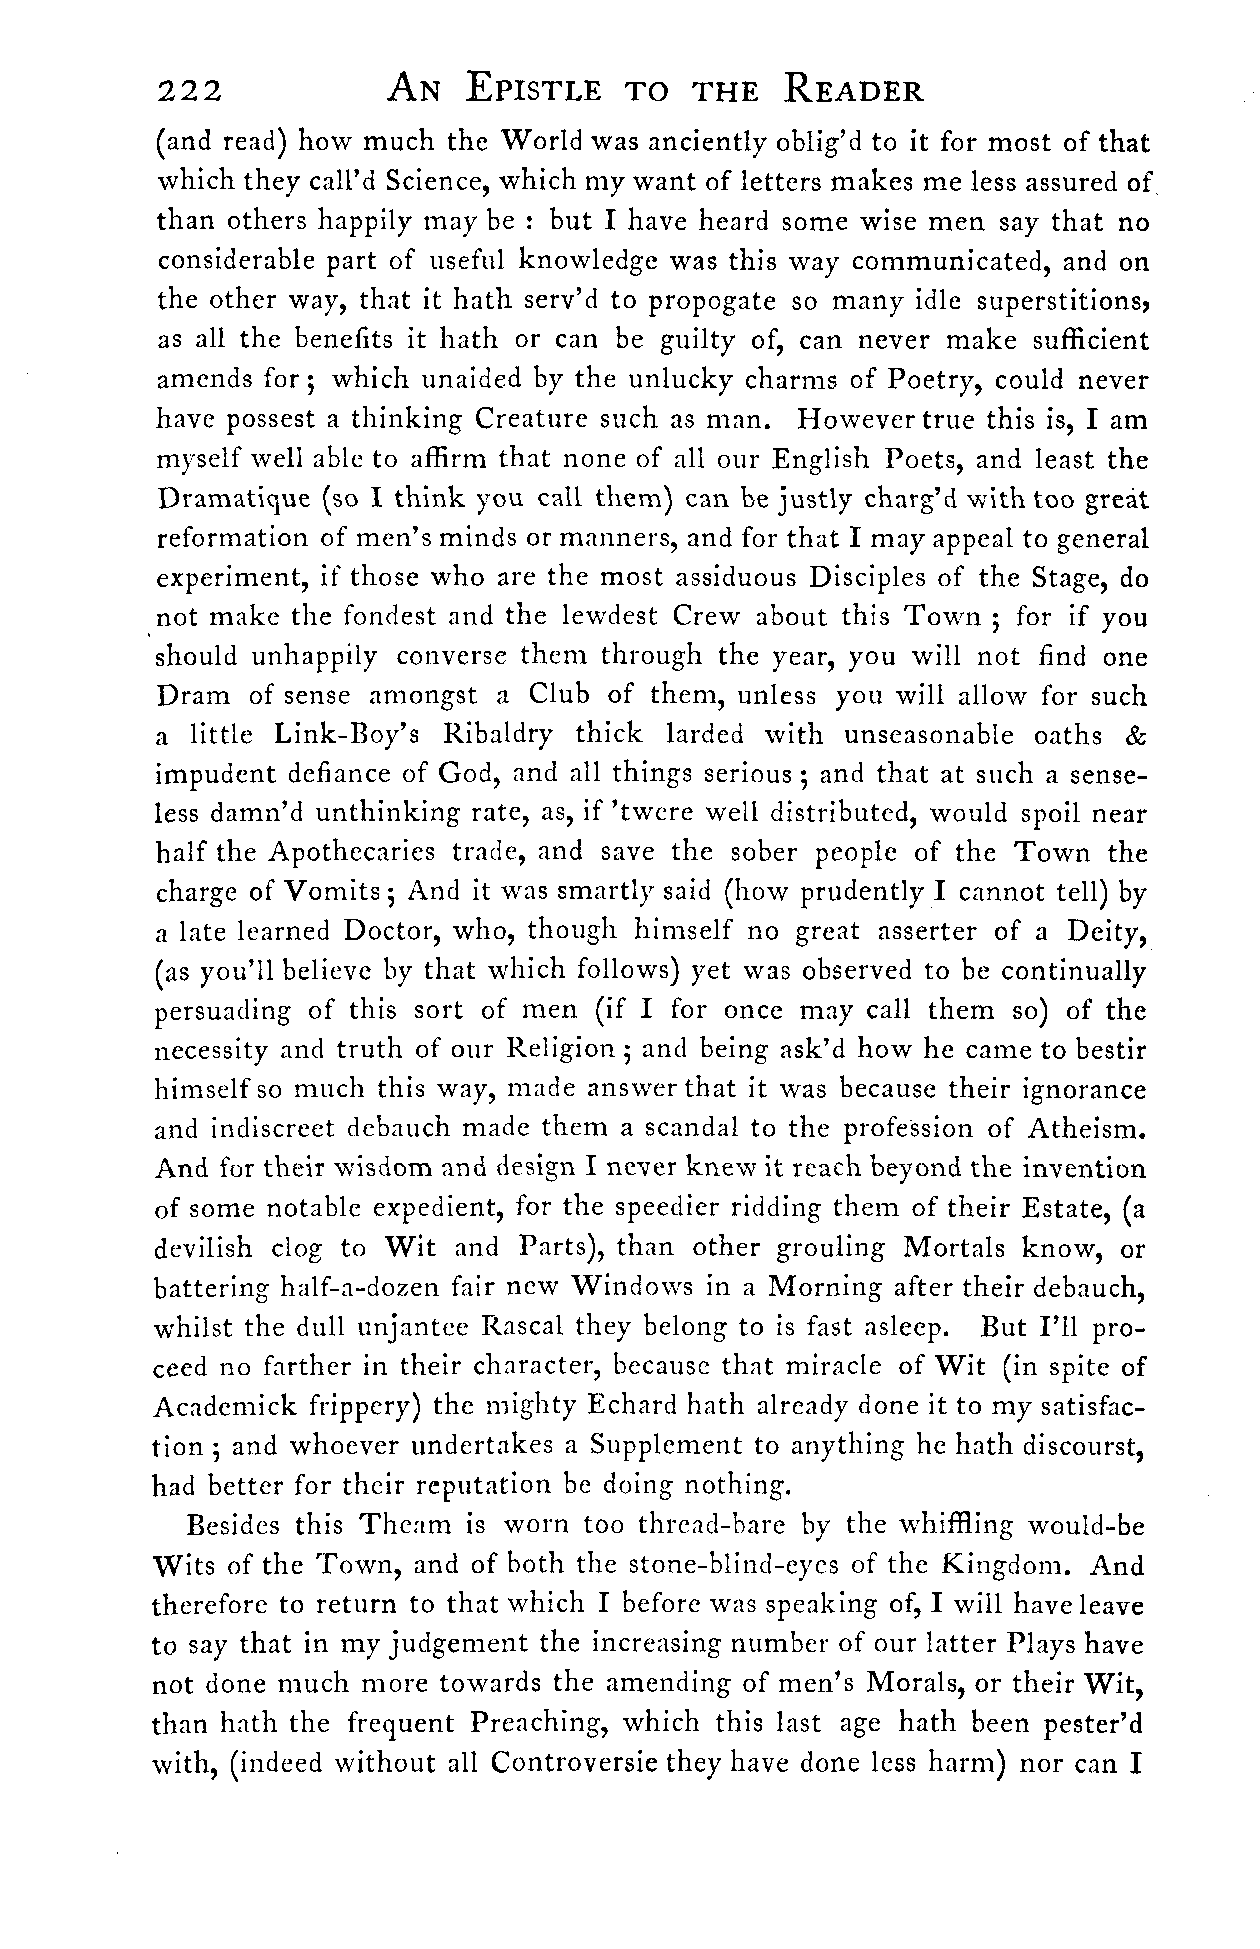 222 AN EPISTLE TO THE READER
(and read) how much the World was anciently oblig'd to it for most of that
which they call'd Science, which my want of letters makes me less assured of
than others happily may be : but I have heard some wise men say that no
considerable part of useful knowledge was this way communicated, and on
the other way, that it hath serv'd to propogate so many idle superstitions,
as all the benefits it hath or can be guilty of, can never make sufficient
amends for ; which unaided by the unlucky charms of Poetry, could never
have possest a thinking Creature such as man. However true this is, I am
myself well able to affirm that none of all our English Poets, and least the
Dramatique (so I think you call them) can be justly charg'd with too great
reformation of men's minds or manners, and for that I may appeal to general
experiment, if those who are the most assiduous Disciples of the Stage, do
not make the fondest and the lewdest Crew about this Town ; for if you
should unhappily converse them through the year, you will not find one
Dram of sense amongst a Club of them, unless you will allow for such
a little Link-Boy's Ribaldry thick larded with unseasonable oaths &
impudent defiance of God, and all things serious ; and that at such a sense-
less damn'd unthinking rate, as, if 'twere well distributed, would spoil near
half the Apothecaries trade, and save the sober people of the Town the
charge of Vomits ; And it was smartly said (how prudently I cannot tell) by
a late learned Doctor, who, though himself no great asserter of a Deity,
(as you'll believe by that which follows) yet was observed to be continually
persuading of this sort of men (if I for once may call them so) of the
necessity and truth of our Religion ; and being ask'd how he came to bestir
himself so much this way, made answer that it was because their ignorance
and indiscreet debauch made them a scandal to the profession of Atheism.
And for their wisdom and design I never knew it reach beyond the invention
of some notable expedient, for the speedier ridding them of their Estate, (a
devilish clog to Wit and Parts), than other grouling Mortals know, or
battering half-a-dozen fair new Windows in a Morning after their debauch,
whilst the dull unjantee Rascal they belong to is fast asleep. But I'll pro-
ceed no farther in their character, because that miracle of Wit (in spite of
Academick frippery) the mighty Echard hath already done it to my satisfac-
tion ; and whoever undertakes a Supplement to anything he hath discourst,
had better for their reputation be doing nothing.
Besides this Theam is worn too thread-bare by the whiffling would-be
Wits of the Town, and of both the stone-blind-eyes of the Kingdom. And
therefore to return to that which I before was speaking of, I will have leave
to say that in my judgement the increasing number of our latter Plays have
not done much more towards the amending of men's Morals, or their Wit,
than hath the frequent Preaching, which this last age hath been pester'd
with, (indeed without all Controversie they have done less harm) nor can I